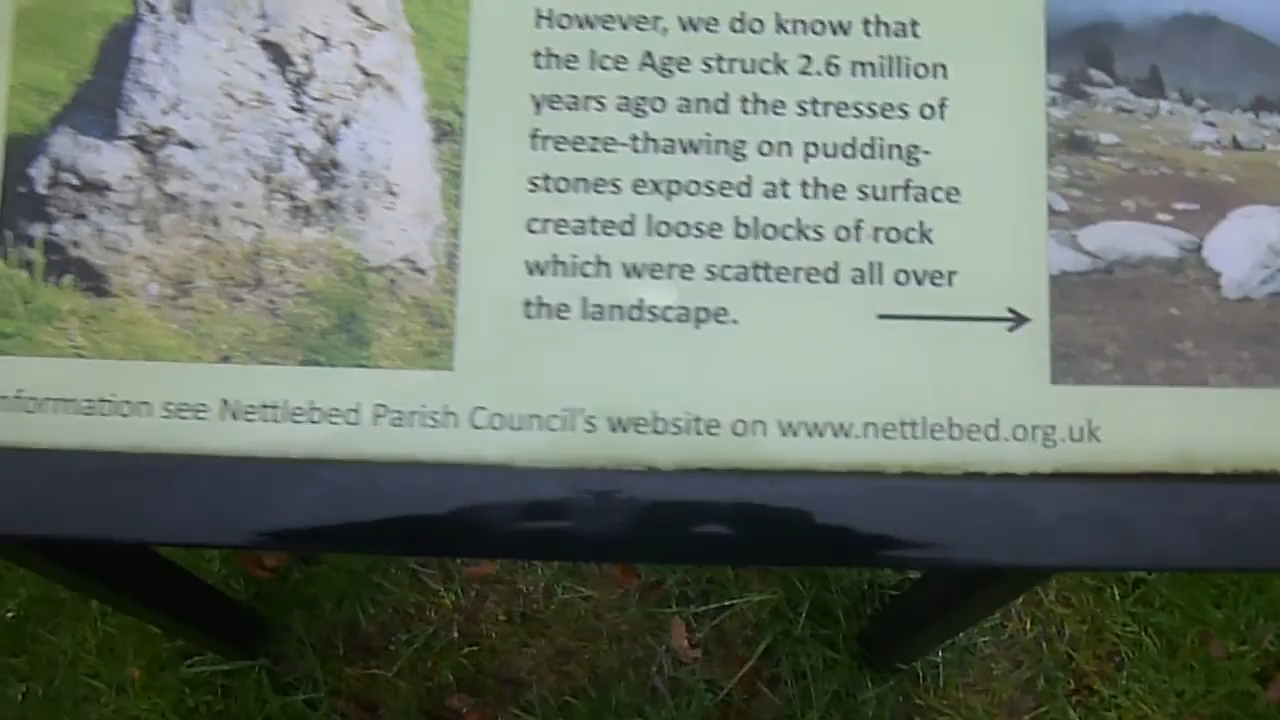 However, we do know that
the Ice Age struck 2.6 million
years ago and the stresses of
freeze-thawing on pudding-
stones exposed at the surface
created loose blocks of rock
which were scattered all over
the landscape.
nformation see Nettlebed Parish Council's website on www.nettlebed.org.uk